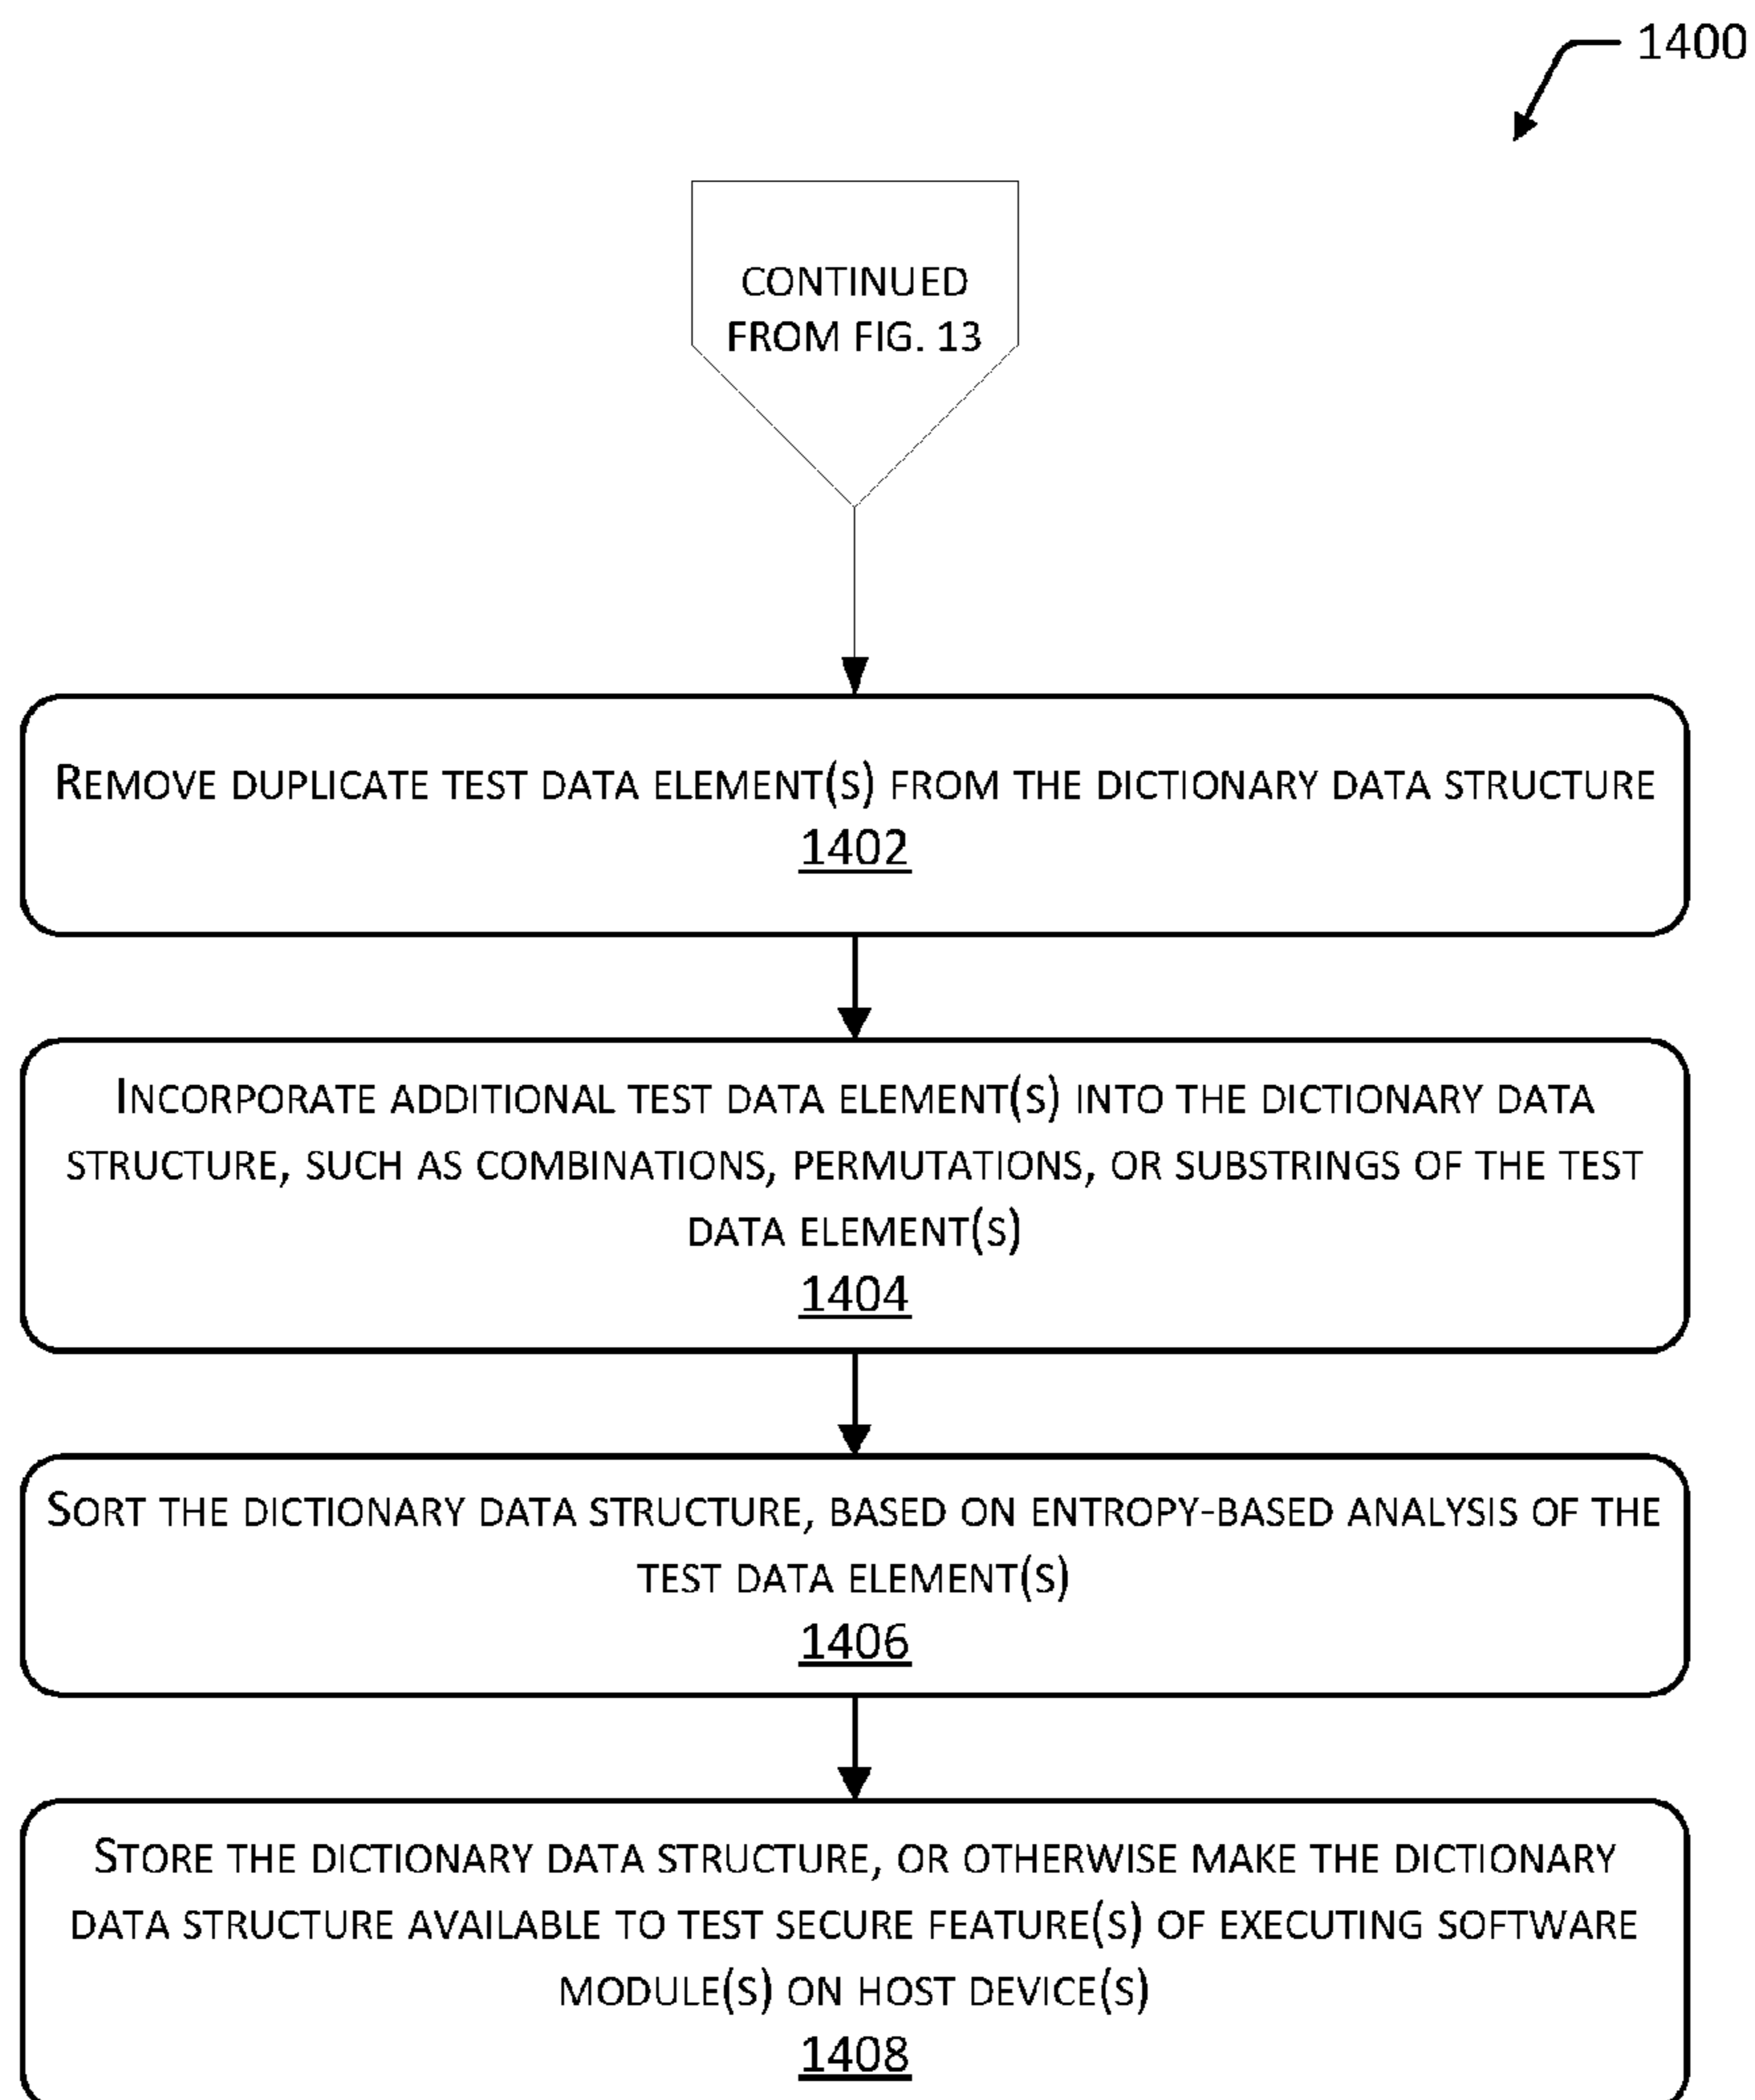 1400
CONTINUED
FROM FIG. 13
REMOVE DUPLICATE TEST DATA ELEMENT(S) FROM THE DICTIONARY DATA STRUCTURE
1402
INCORPORATE ADDITIONAL TEST DATA ELEMENT(S) INTO THE DICTIONARY DATA
STRUCTURE, SUCH AS COMBINATIONS, PERMUTATIONS, OR SUBSTRINGS OF THE TEST
DATA ELEMENT(S)
1404
SORT THE DICTIONARY DATA STRUCTURE, BASED ON ENTROPY-BASED ANALYSIS OF THE
TEST DATA ELEMENT(S)
1406
STORE THE DICTIONARY DATA STRUCTURE, OR OTHERWISE MAKE THE DICTIONARY
DATA STRUCTURE AVAILABLE TO TEST SECURE FEATURE(S) OF EXECUTING SOFTWARE
MODULE(S) ON HOST DEVICE(S)
1408